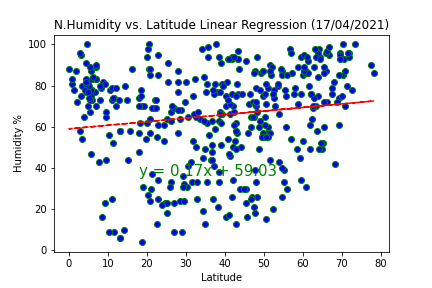 N.Humidity vs. Latitude Linear Regression (17/04/2021)
100
80
60
40
20
0
Humidity %
y = 0.17x + 59.03
0 10 20 30 40 50 60 70 80
Latitude